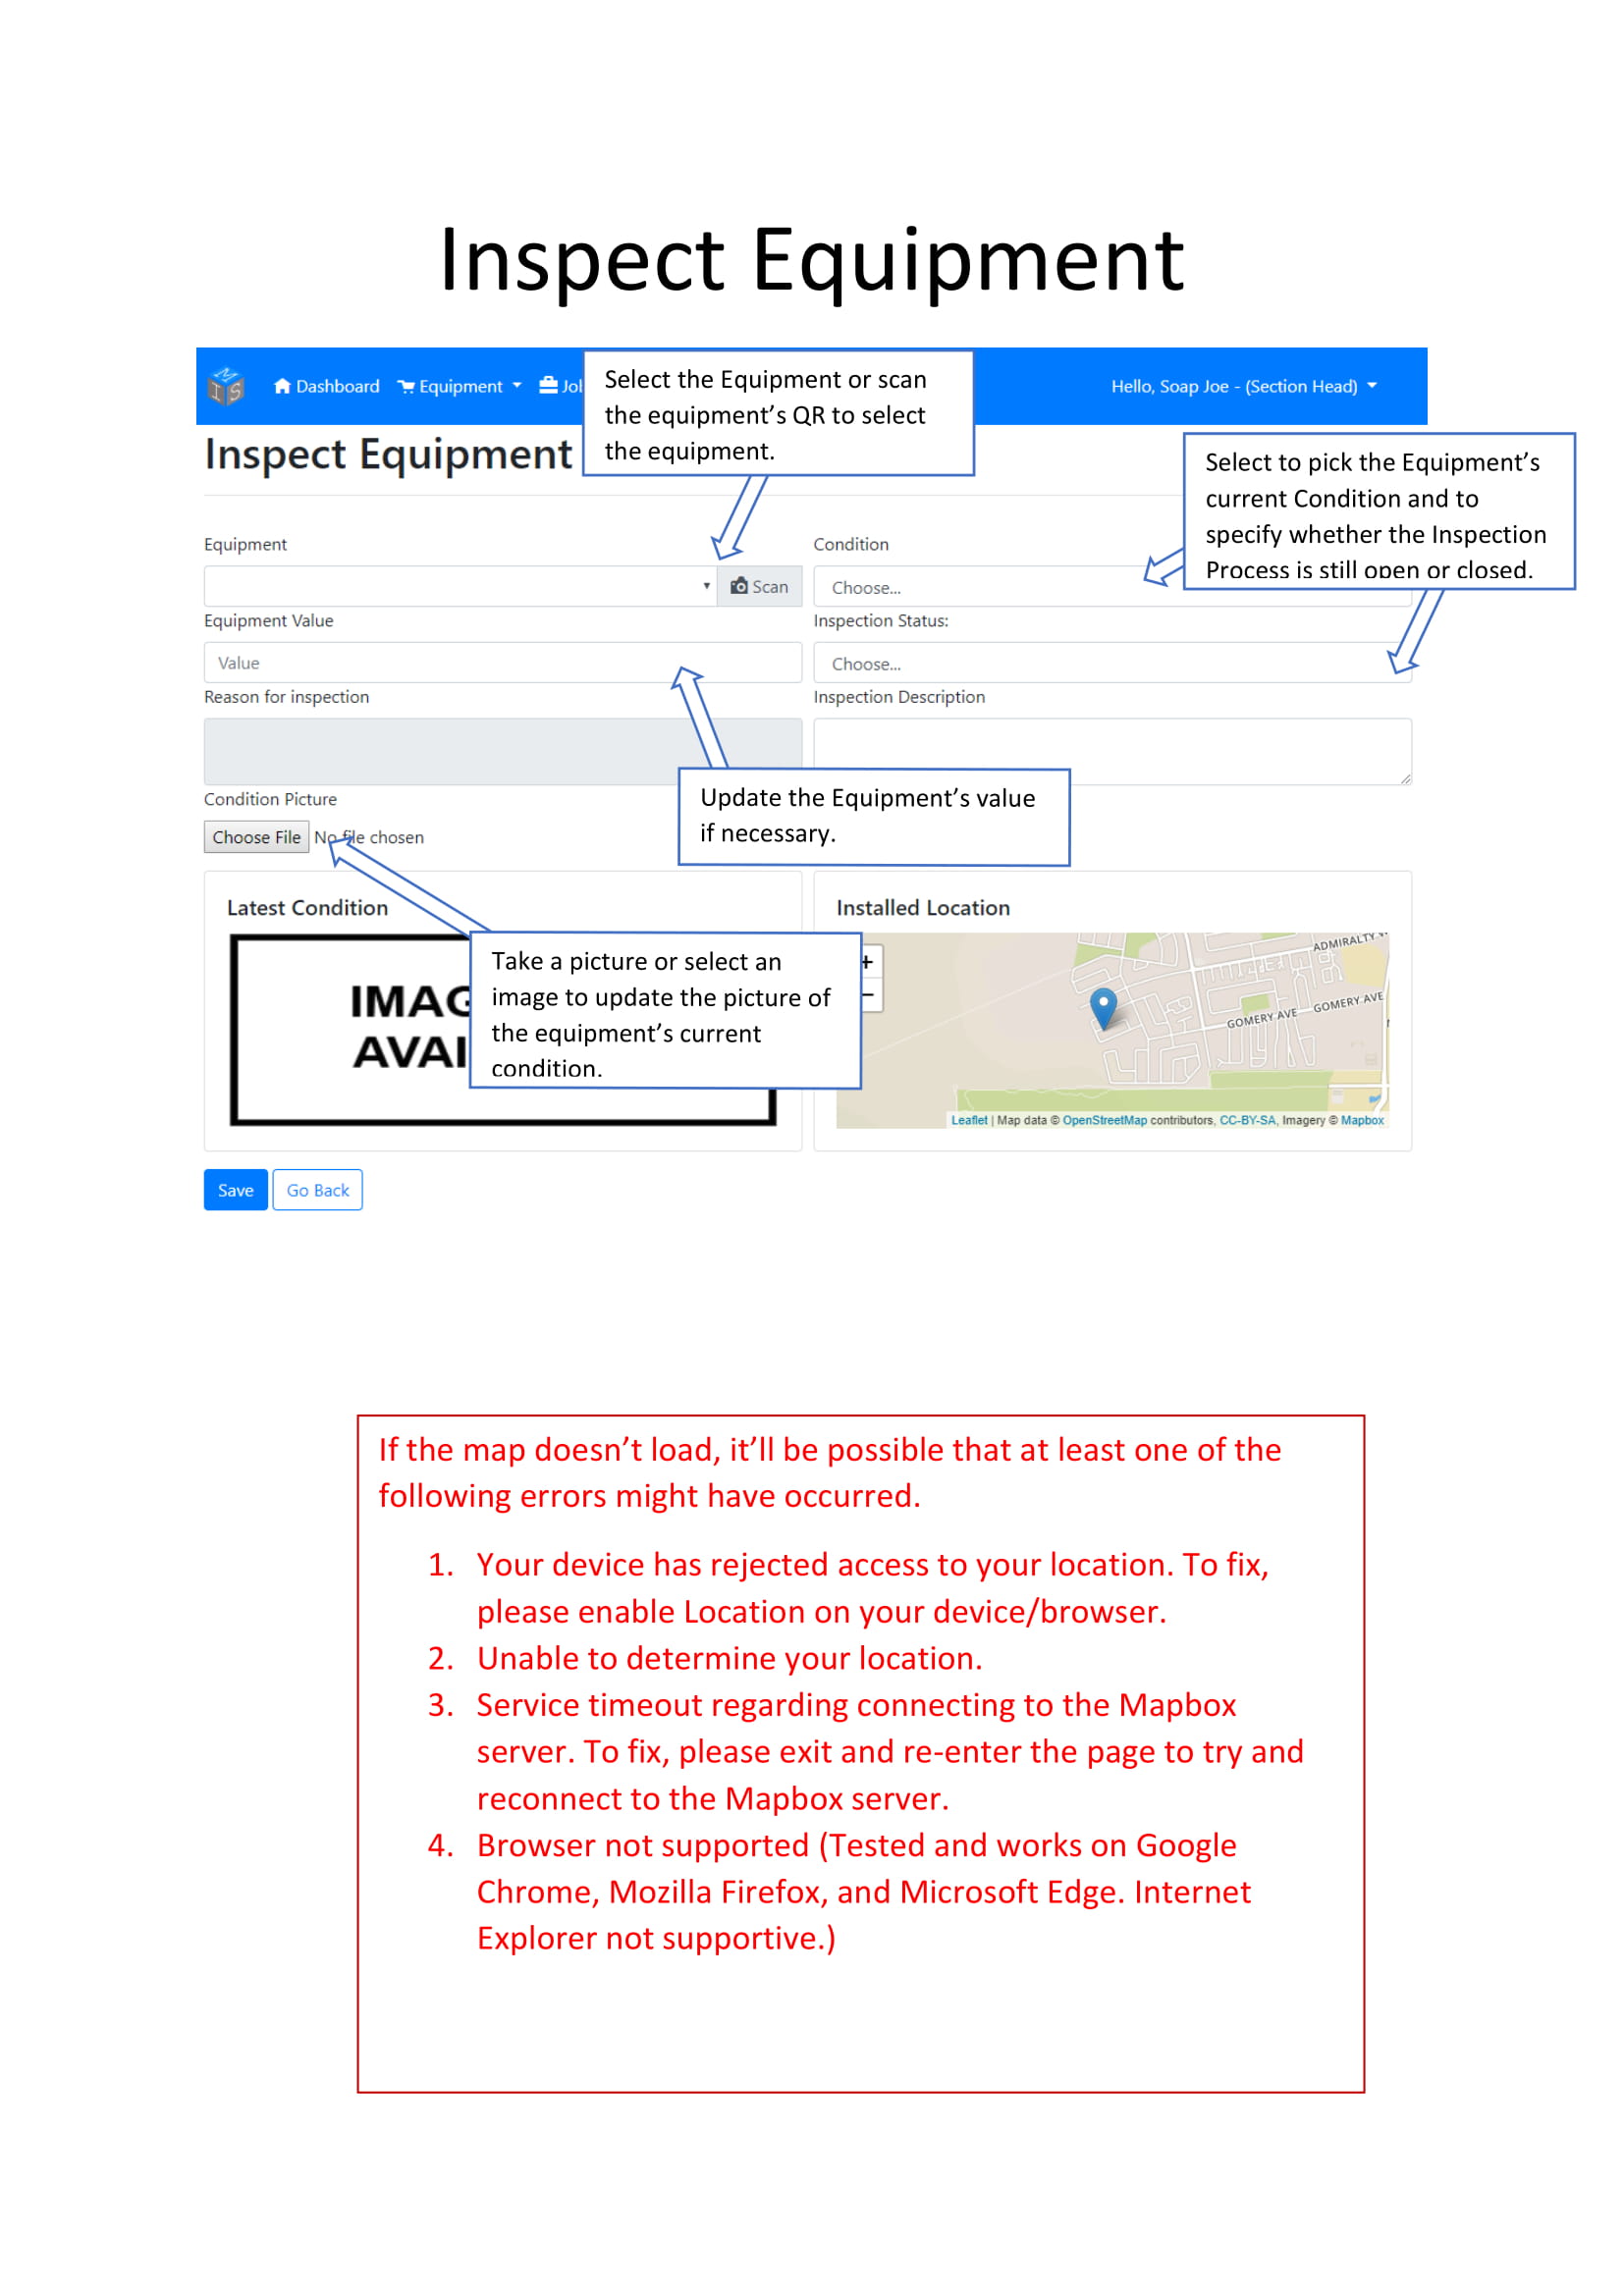 Inspect Equipment
MIS
Dashboard Equipment
Hello, Soap Joe - (Section Head)
Select the Equipment or scan
the equipment’s QR to select
the equipment.
Inspect Equipment
Select to pick the Equipment’s
current Condition and to
specify whether the Inspection
Process is still open or closed.
Equipment
Condition
Scan
Choose...
Equipment Value
Inspection Status:
Value
Choose...
Reason for inspection
Inspection Description
Update the Equipment’s value
if necessary.
Condition Picture
Choose File No file chosen
Latest Condition
Installed Location
Take a picture or select an
image to update the picture of
the equipment’s current
condition.
+
−
GOMERY AVE
GOMERY AVE
Leaflet | Map data © OpenStreetMap contributors, CC-BY-SA, Imagery © Mapbox
Save Go Back
If the map doesn’t load, it’ll be possible that at least one of the
following errors might have occurred.
1. Your device has rejected access to your location. To fix,
please enable Location on your device/browser.
2. Unable to determine your location.
3. Service timeout regarding connecting to the Mapbox
server. To fix, please exit and re-enter the page to try and
reconnect to the Mapbox server.
4. Browser not supported (Tested and works on Google
Chrome, Mozilla Firefox, and Microsoft Edge. Internet
Explorer not supportive.)